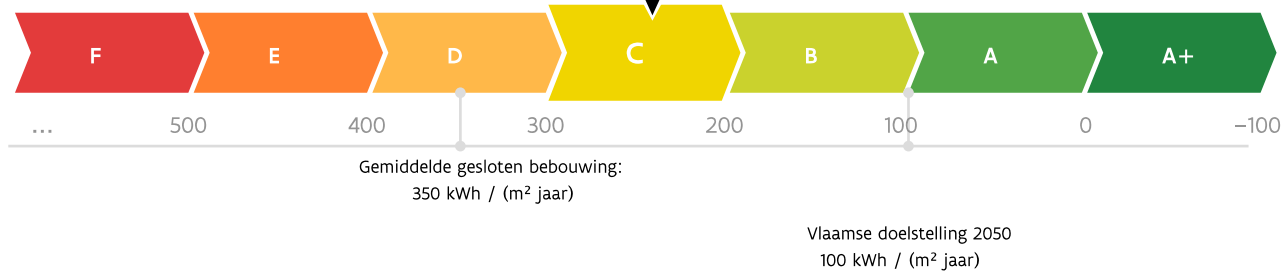 F E D C B A A+
... 500 400 300 200 100 0 –100
Gemiddelde gesloten bebouwing:
350 kWh / (m² jaar)
Vlaamse doelstelling 2050
100 kWh / (m² jaar)